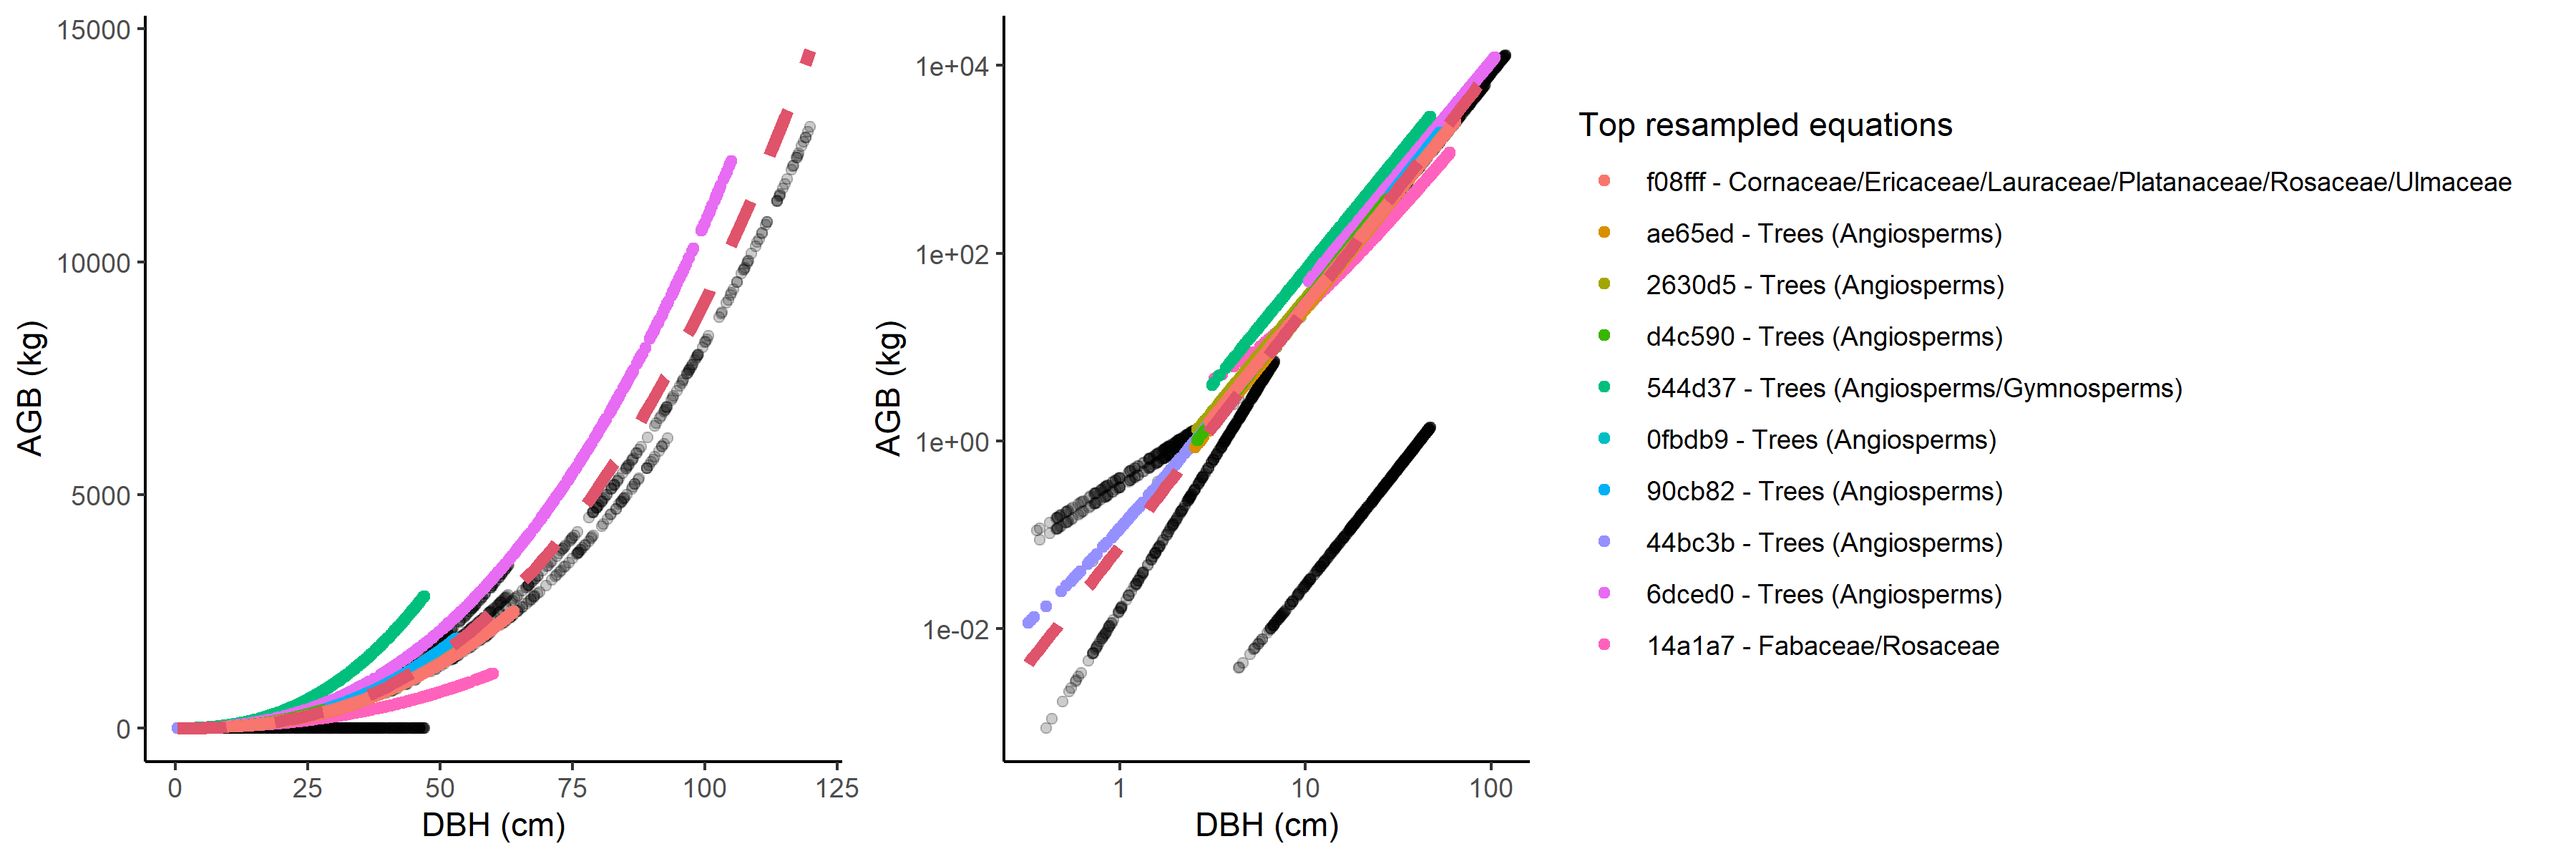 15000
10000
5000
0
AGB (kg)
0 25 50 75 100 125
DBH (cm)
1e+04
1e+02
1e+00
1e-02
AGB (kg)
1 10 100
DBH (cm)
Top resampled equations
f08fff - Cornaceae/Ericaceae/Lauraceae/Platanaceae/Rosaceae/Ulmaceae
ae65ed - Trees (Angiosperms)
2630d5 - Trees (Angiosperms)
d4c590 - Trees (Angiosperms)
544d37 - Trees (Angiosperms/Gymnosperms)
0fbdb9 - Trees (Angiosperms)
90cb82 - Trees (Angiosperms)
44bc3b - Trees (Angiosperms)
6dced0 - Trees (Angiosperms)
14a1a7 - Fabaceae/Rosaceae